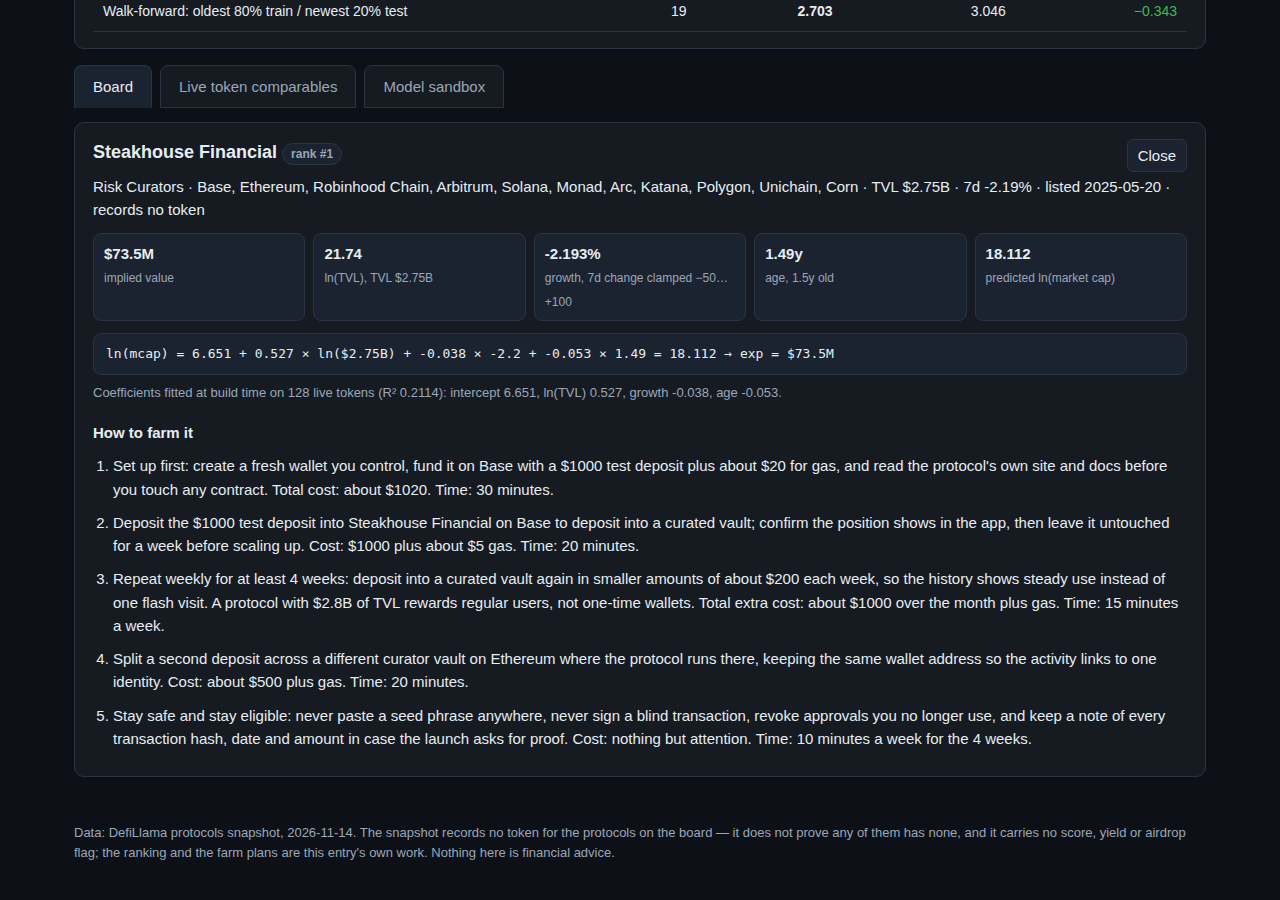 Walk-forward: oldest 80% train / newest 20% test 19 2.703 3.046 −0.343
Board Live token comparables Model sandbox
Steakhouse Financial rank #1 Close
Risk Curators · Base, Ethereum, Robinhood Chain, Arbitrum, Solana, Monad, Arc, Katana, Polygon, Unichain, Corn · TVL $2.75B · 7d -2.19% · listed 2025-05-20 ·
records no token
$73.5M
implied value
21.74
ln(TVL), TVL $2.75B
-2.193%
growth, 7d change clamped −50…
+100
1.49y
age, 1.5y old
18.112
predicted ln(market cap)
ln(mcap) = 6.651 + 0.527 × ln($2.75B) + -0.038 × -2.2 + -0.053 × 1.49 = 18.112 → exp = $73.5M
Coefficients fitted at build time on 128 live tokens (R² 0.2114): intercept 6.651, ln(TVL) 0.527, growth -0.038, age -0.053.
How to farm it
1. Set up first: create a fresh wallet you control, fund it on Base with a $1000 test deposit plus about $20 for gas, and read the protocol's own site and docs before
you touch any contract. Total cost: about $1020. Time: 30 minutes.
2. Deposit the $1000 test deposit into Steakhouse Financial on Base to deposit into a curated vault; confirm the position shows in the app, then leave it untouched
for a week before scaling up. Cost: $1000 plus about $5 gas. Time: 20 minutes.
3. Repeat weekly for at least 4 weeks: deposit into a curated vault again in smaller amounts of about $200 each week, so the history shows steady use instead of
one flash visit. A protocol with $2.8B of TVL rewards regular users, not one-time wallets. Total extra cost: about $1000 over the month plus gas. Time: 15 minutes
a week.
4. Split a second deposit across a different curator vault on Ethereum where the protocol runs there, keeping the same wallet address so the activity links to one
identity. Cost: about $500 plus gas. Time: 20 minutes.
5. Stay safe and stay eligible: never paste a seed phrase anywhere, never sign a blind transaction, revoke approvals you no longer use, and keep a note of every
transaction hash, date and amount in case the launch asks for proof. Cost: nothing but attention. Time: 10 minutes a week for the 4 weeks.
Data: DefiLlama protocols snapshot, 2026-11-14. The snapshot records no token for the protocols on the board — it does not prove any of them has none, and it carries no score, yield or airdrop
flag; the ranking and the farm plans are this entry's own work. Nothing here is financial advice.